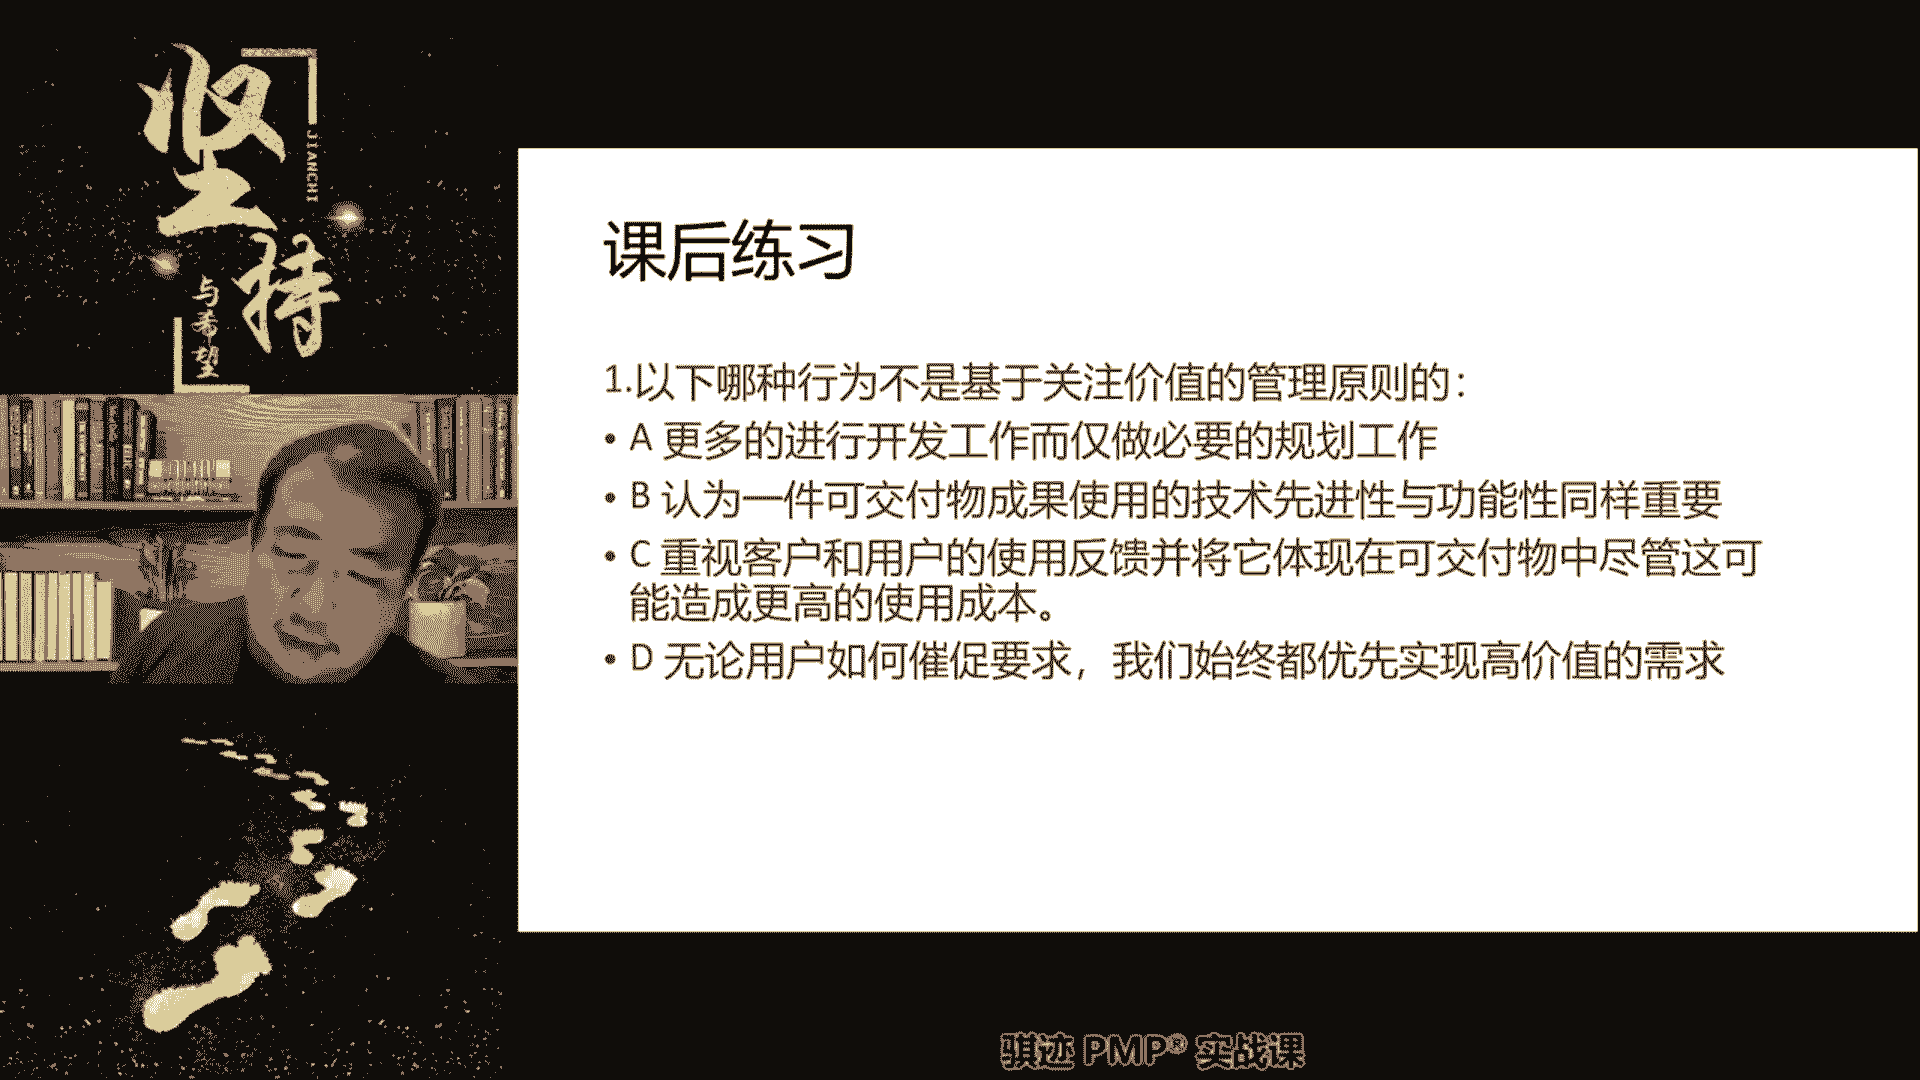 坚持
JIANCHI
与希望
课后练习
1.以下哪种行为不是基于关注价值的管理原则的：
• A 更多的进行开发工作而仅做必要的规划工作
• B 认为一件可交付物成果使用的技术先进性与功能性同样重要
• C 重视客户和用户的使用反馈并将它体现在可交付物中尽管这可
能造成更高的使用成本。
• D 无论用户如何催促要求，我们始终都优先实现高价值的需求
骐迹 PMP® 实战课